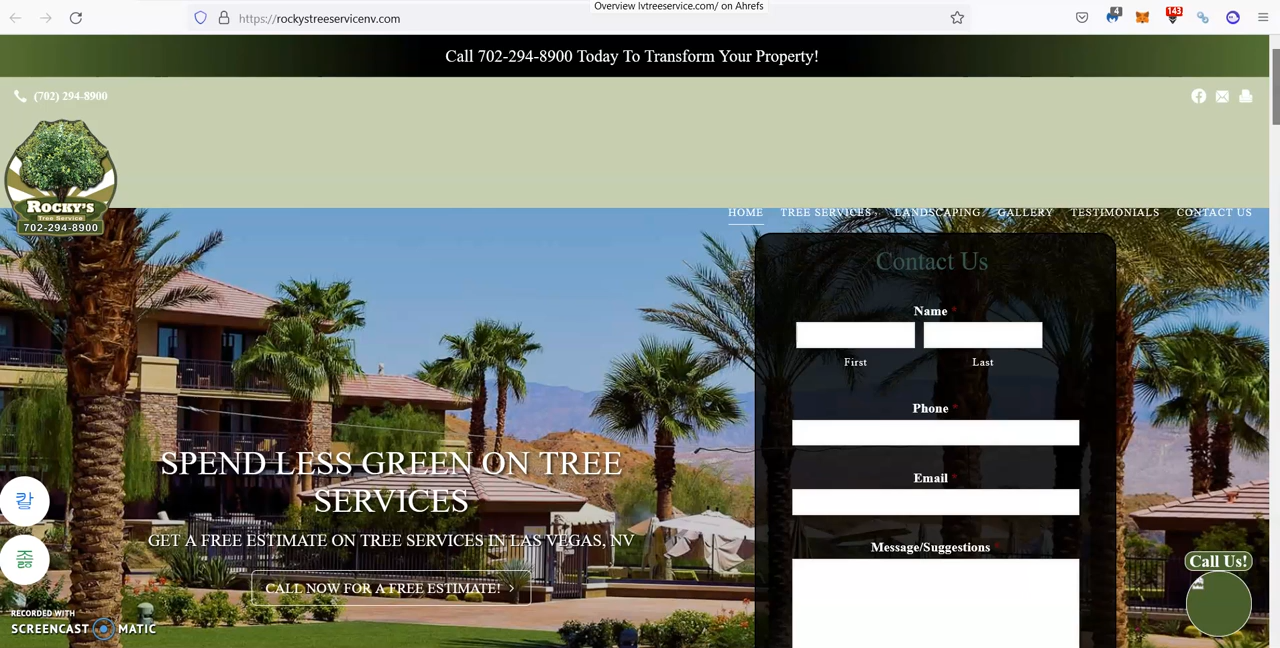 Overview lvtreeservice.com/ on Ahrefs
https://rockystreeservicenv.com
4
143
Call 702-294-8900 Today To Transform Your Property!
(702) 294-8900
ROCKY'S
Tree Service
702-294-8900
HOME TREE SERVICES LANDSCAPING GALLERY TESTIMONIALS CONTACT US
Contact Us
Name *
First Last
Phone *
Email *
Message/Suggestions *
SPEND LESS GREEN ON TREE
SERVICES
GET A FREE ESTIMATE ON TREE SERVICES IN LAS VEGAS, NV
CALL NOW FOR A FREE ESTIMATE!
Call Us!
RECORDED WITH
SCREENCAST MATIC